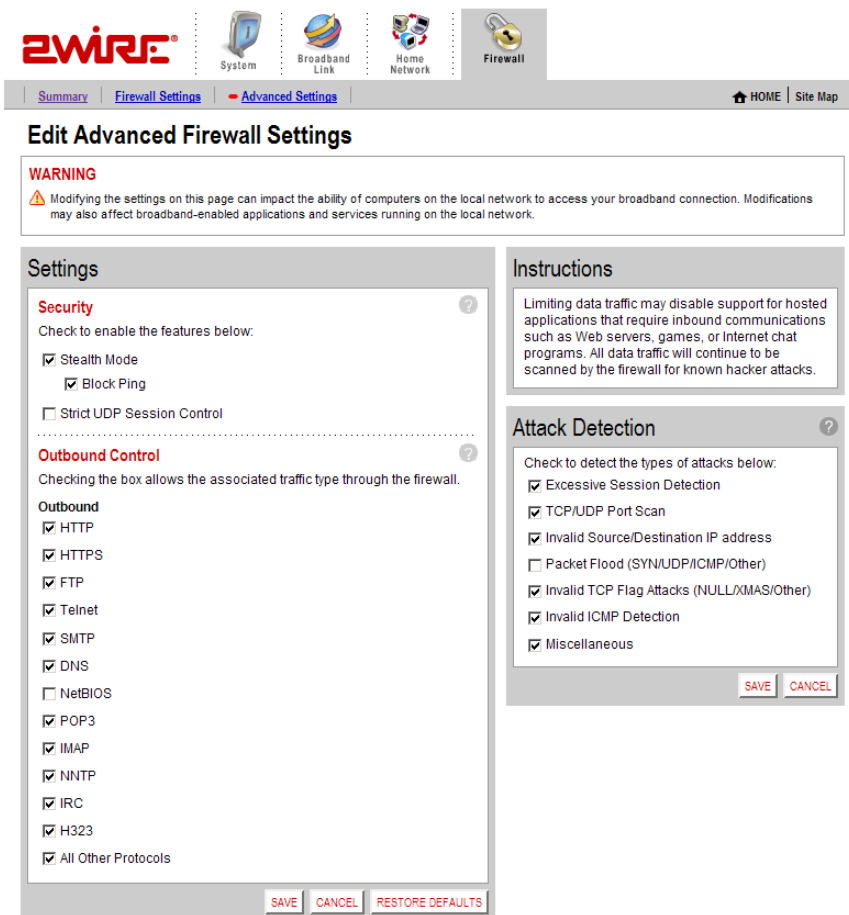 2WIRE®
System
Broadband
Link
Home
Network
Firewall
Summary
Firewall Settings
Advanced Settings
HOME
Site Map
Edit Advanced Firewall Settings
WARNING
Modifying the settings on this page can impact the ability of computers on the local network to access your broadband connection. Modifications
may also affect broadband-enabled applications and services running on the local network.
Settings
Security
?
Check to enable the features below:
Stealth Mode
Block Ping
Strict UDP Session Control
Outbound Control
?
Checking the box allows the associated traffic type through the firewall.
Outbound
HTTP
HTTPS
FTP
Telnet
SMTP
DNS
NetBIOS
POP3
IMAP
NNTP
IRC
H323
All Other Protocols
SAVE
CANCEL
RESTORE DEFAULTS
Instructions
Limiting data traffic may disable support for hosted
applications that require inbound communications
such as Web servers, games, or Internet chat
programs. All data traffic will continue to be
scanned by the firewall for known hacker attacks.
Attack Detection
?
Check to detect the types of attacks below:
Excessive Session Detection
TCP/UDP Port Scan
Invalid Source/Destination IP address
Packet Flood (SYN/UDP/ICMP/Other)
Invalid TCP Flag Attacks (NULL/XMAS/Other)
Invalid ICMP Detection
Miscellaneous
SAVE
CANCEL